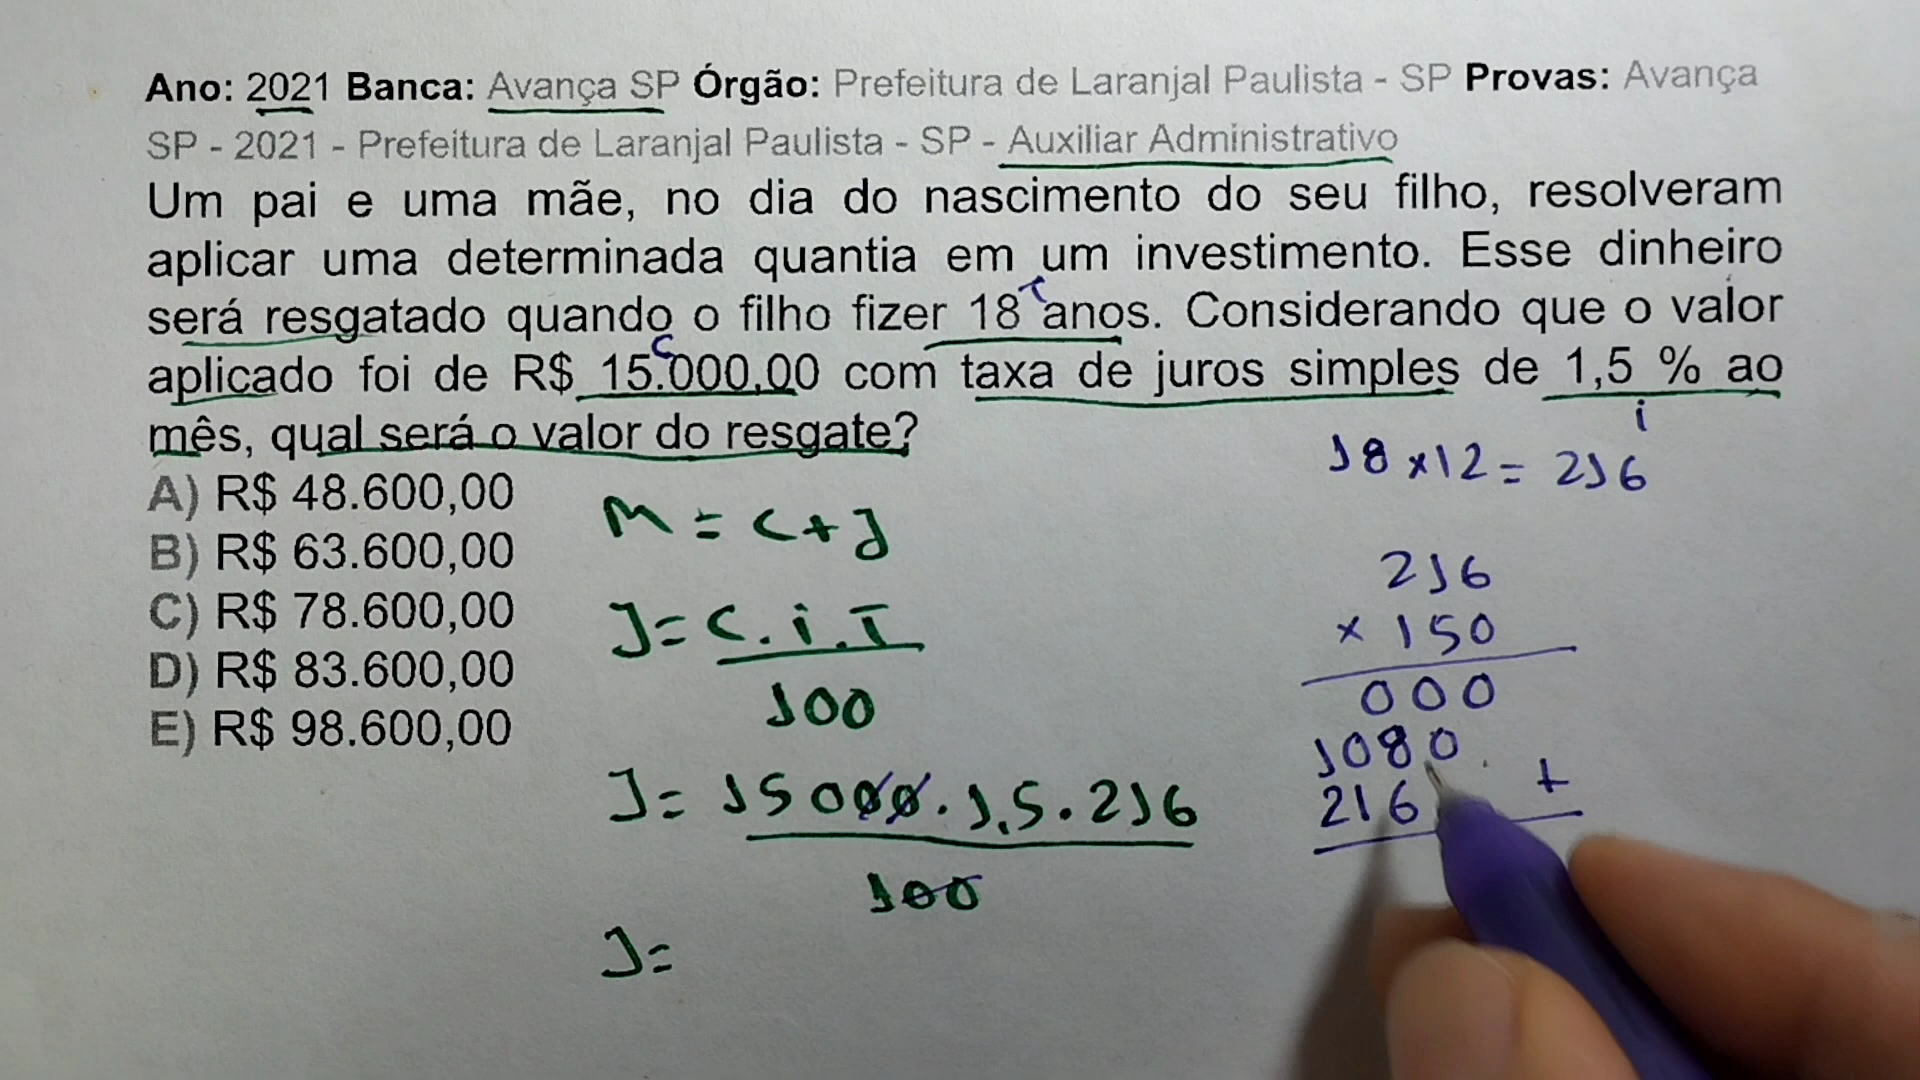 Ano: 2021 Banca: Avança SP Órgão: Prefeitura de Laranjal Paulista - SP Provas: Avança
SP - 2021 - Prefeitura de Laranjal Paulista - SP - Auxiliar Administrativo
Um pai e uma mãe, no dia do nascimento do seu filho, resolveram
aplicar uma determinada quantia em um investimento. Esse dinheiro
T
será resgatado quando o filho fizer 18 anos. Considerando que o valor
C
aplicado foi de R$ 15.000,00 com taxa de juros simples de 1,5 % ao
i
mês, qual será o valor do resgate?
18 x 12 = 216
A) R$ 48.600,00
B) R$ 63.600,00
C) R$ 78.600,00
D) R$ 83.600,00
E) R$ 98.600,00
M = C + J
J = C . i . T
100
J = 15000 . 1,5 . 216
100
J =
216
x 150
000
1080
216 +